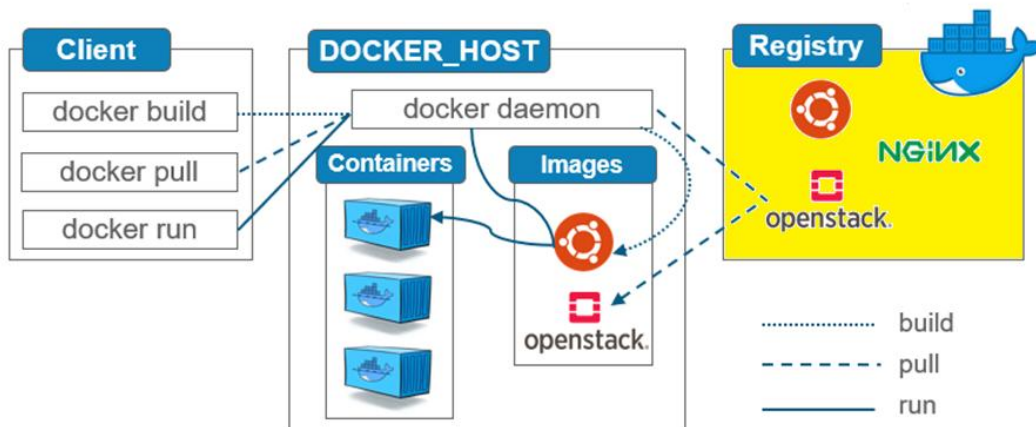 Client
docker build
docker pull
docker run
DOCKER_HOST
docker daemon
Containers
Images
openstack.
Registry
NGiNX
openstack.
build
pull
run